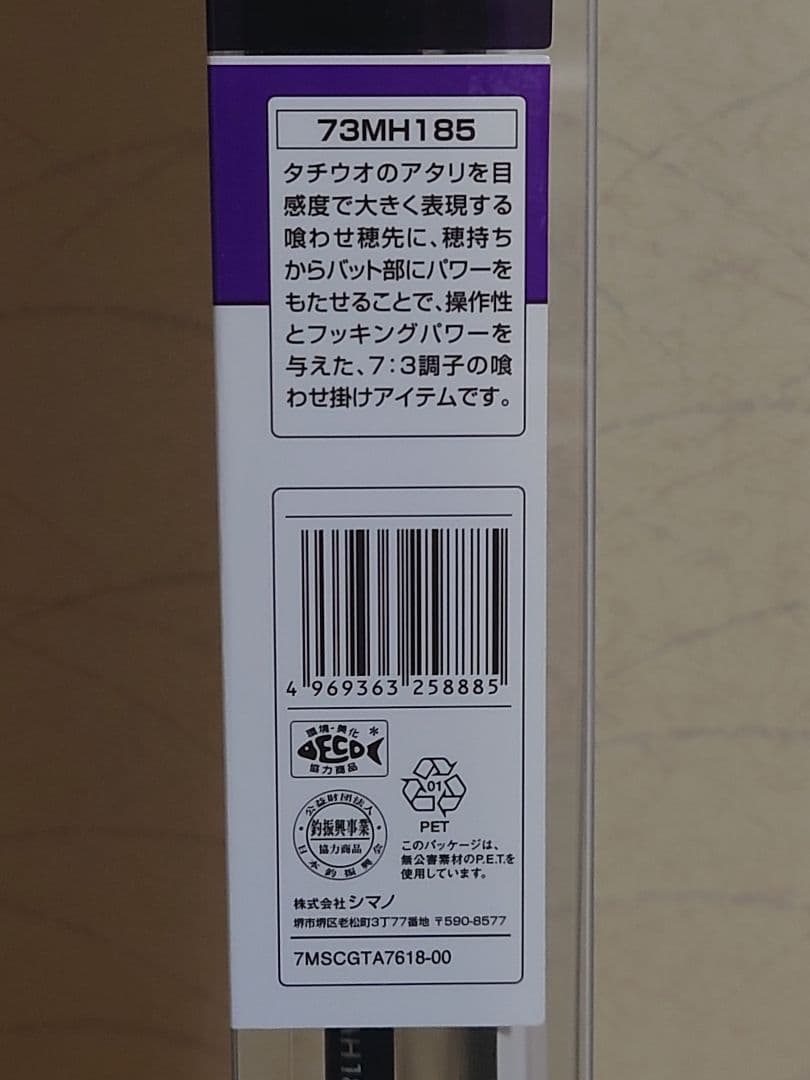 73MH185
タチウオのアタリを目
感度で大きく表現する
喰わせ穂先に、穂持ち
からバット部にパワーを
もたせることで、操作性
とフッキングパワーを
与えた、7:3調子の喰
わせ掛けアイテムです。
4 969363 258885
環境・美化
ECO
協力商品
公益財団法人
釣振興事業
協力商品
日本釣振興会
01
PET
このパッケージは、
無公害素材のP.E.T.を
使用しています。
株式会社シマノ
堺市堺区老松町3丁77番地 〒590-8577
7MSCGTA7618-00